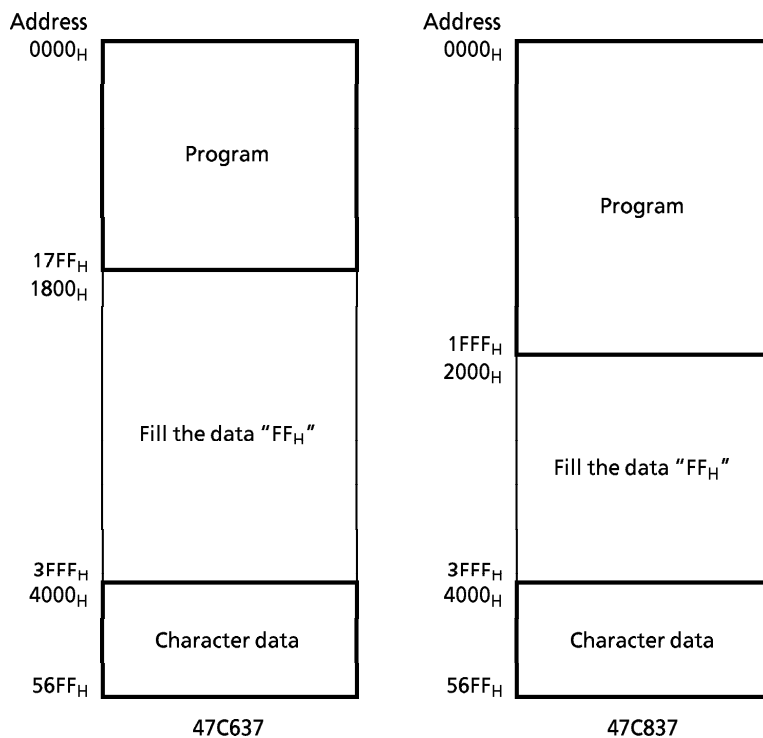 Address
0000H
Program
17FFH
1800H
Fill the data “FFH”
3FFFH
4000H
Character data
56FFH
47C637
Address
0000H
Program
1FFFH
2000H
Fill the data “FFH”
3FFFH
4000H
Character data
56FFH
47C837